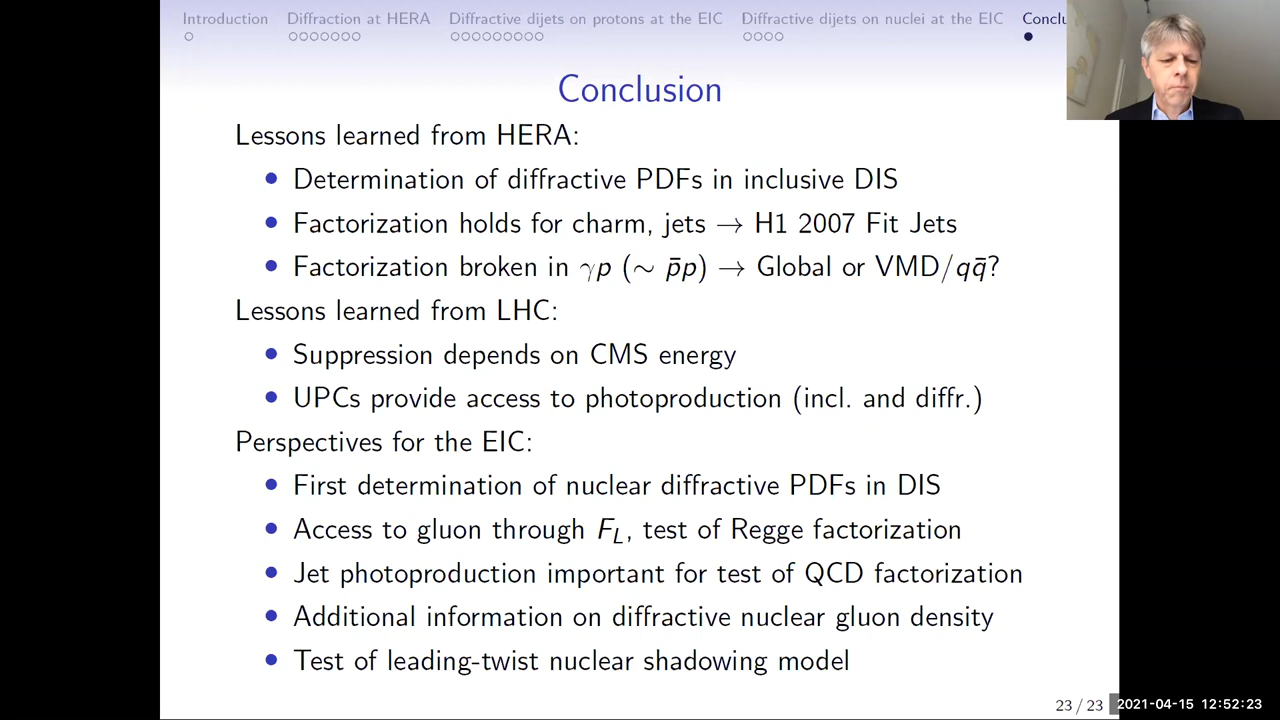 Introduction Diffraction at HERA Diffractive dijets on protons at the EIC Diffractive dijets on nuclei at the EIC Conclu
Conclusion
Lessons learned from HERA:
Determination of diffractive PDFs in inclusive DIS
Factorization holds for charm, jets → H1 2007 Fit Jets
Factorization broken in γp (∼ p̄p) → Global or VMD/qq̄?
Lessons learned from LHC:
Suppression depends on CMS energy
UPCs provide access to photoproduction (incl. and diffr.)
Perspectives for the EIC:
First determination of nuclear diffractive PDFs in DIS
Access to gluon through F_L, test of Regge factorization
Jet photoproduction important for test of QCD factorization
Additional information on diffractive nuclear gluon density
Test of leading-twist nuclear shadowing model
23 / 23 2021-04-15 12:52:23